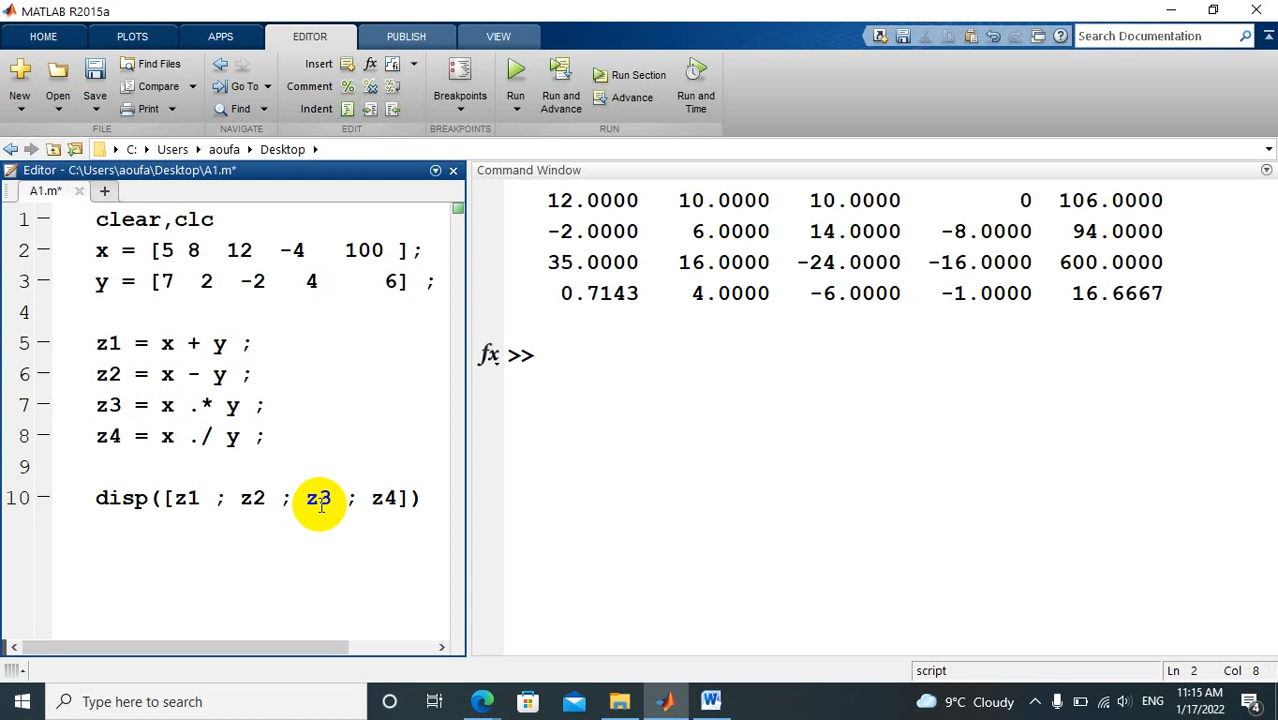 MATLAB R2015a
HOME PLOTS APPS EDITOR PUBLISH VIEW Search Documentation
New Open Save Find Files Compare Print Go To Find Insert fx Comment Indent Breakpoints Run Run and Advance Run Section Advance Run and Time
FILE NAVIGATE EDIT BREAKPOINTS RUN
C: Users aoufa Desktop
Editor - C:\Users\aoufa\Desktop\A1.m*
A1.m* +
1 clear,clc
2 x = [5 8 12 -4 100 ];
3 y = [7 2 -2 4 6] ;
4
5 z1 = x + y ;
6 z2 = x - y ;
7 z3 = x .* y ;
8 z4 = x ./ y ;
9
10 disp([z1 ; z2 ; z3 ; z4])
Command Window
12.0000 10.0000 10.0000 0 106.0000
-2.0000 6.0000 14.0000 -8.0000 94.0000
35.0000 16.0000 -24.0000 -16.0000 600.0000
0.7143 4.0000 -6.0000 -1.0000 16.6667
fx >>
script Ln 2 Col 8
Type here to search 9°C Cloudy ENG 11:15 AM 1/17/2022 4